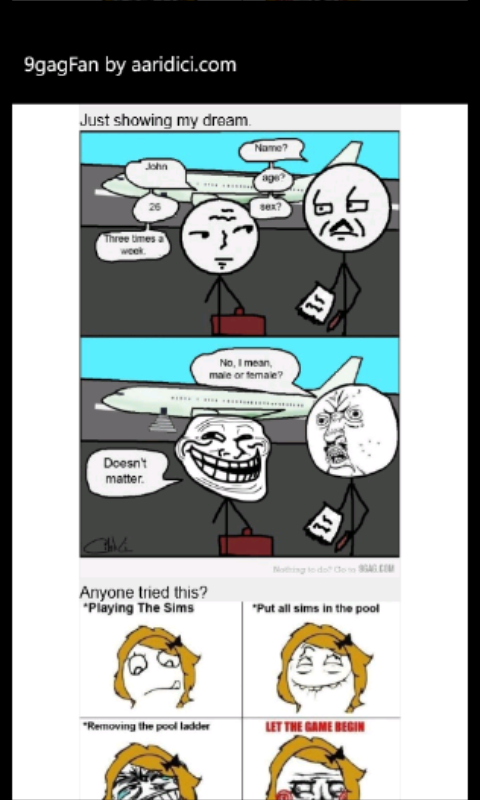 9gagFan by aaridici.com
Just showing my dream.
Name?
John
age?
26
sex?
Three times a
week.
No, I mean,
male or female?
Doesn't
matter.
Nothing to do? Go to 9GAG.COM
Anyone tried this?
*Playing The Sims
*Put all sims in the pool
*Removing the pool ladder
LET THE GAME BEGIN